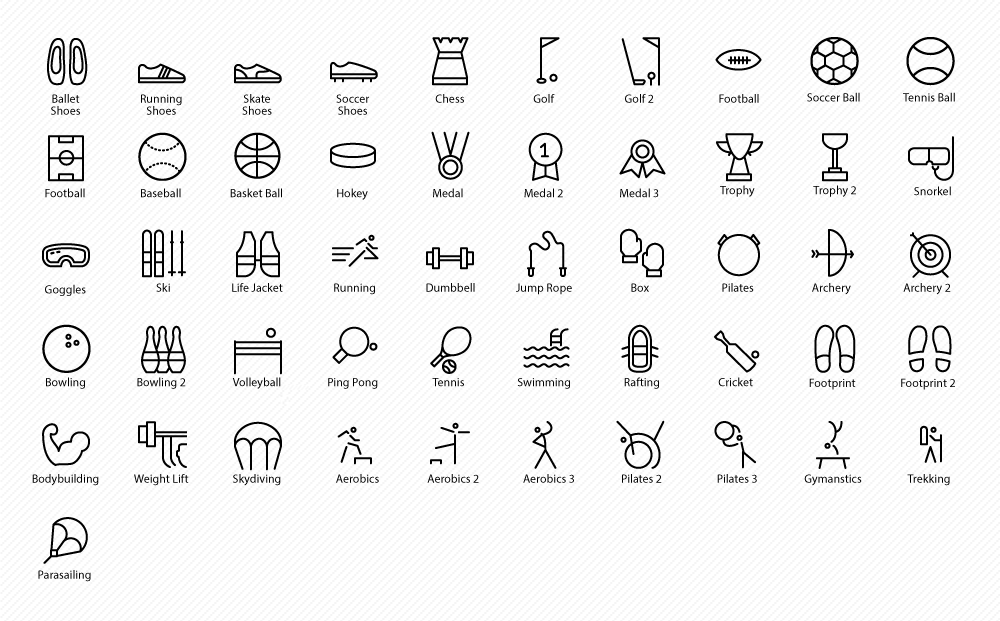 Ballet
Shoes
Running
Shoes
Skate
Shoes
Soccer
Shoes
Chess
Golf
Golf 2
Football
Soccer Ball
Tennis Ball
Football
Baseball
Basket Ball
Hokey
Medal
1
Medal 2
Medal 3
Trophy
Trophy 2
Snorkel
Goggles
Ski
Life Jacket
Running
Dumbbell
Jump Rope
Box
Pilates
Archery
Archery 2
Bowling
Bowling 2
Volleyball
Ping Pong
Tennis
Swimming
Rafting
Cricket
Footprint
Footprint 2
Bodybuilding
Weight Lift
Skydiving
Aerobics
Aerobics 2
Aerobics 3
Pilates 2
Pilates 3
Gymanstics
Trekking
Parasailing